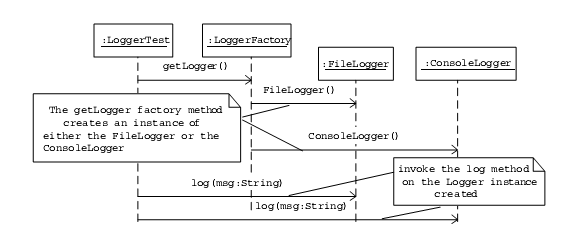 :LoggerTest
:LoggerFactory
:FileLogger
:ConsoleLogger
getLogger()
FileLogger()
The getLogger factory method
creates an instance of
either the FileLogger or the
ConsoleLogger
ConsoleLogger()
invoke the log method
on the Logger instance
created
log(msg:String)
log(msg:String)